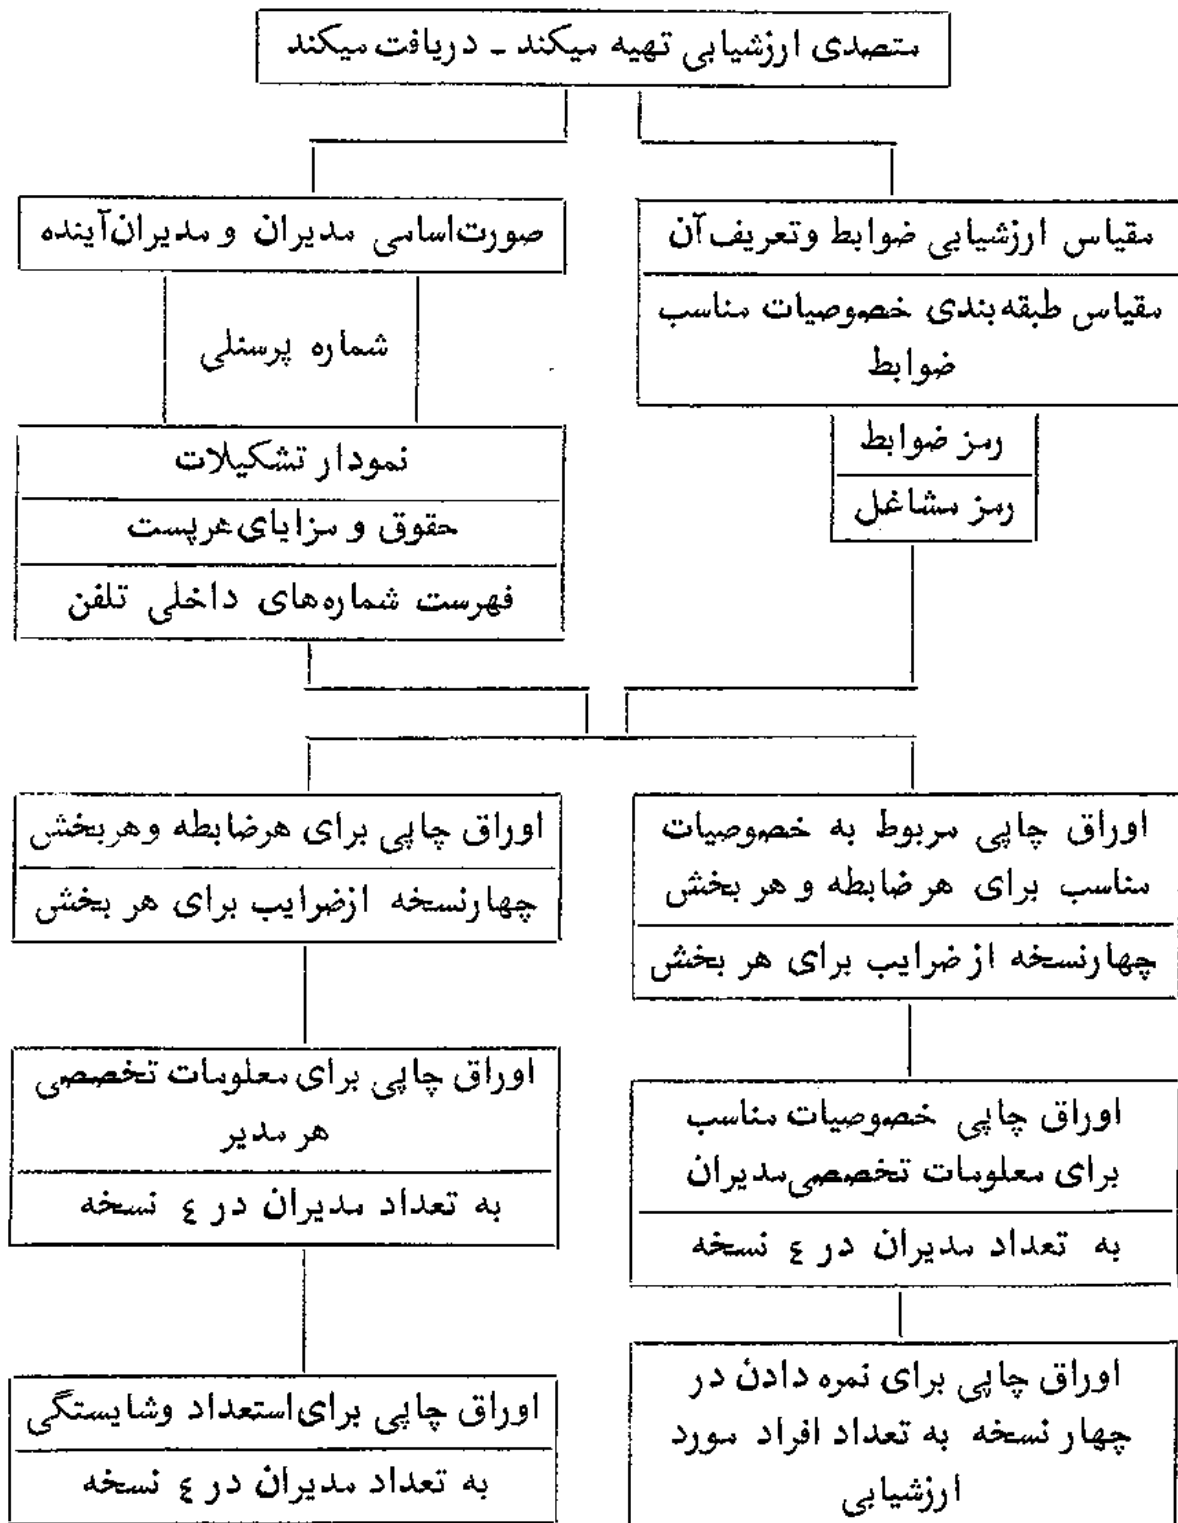 متصدی ارزشیابی تهیه میکند ـ دریافت میکند
مقیاس ارزشیابی ضوابط وتعریف آن
مقیاس طبقه‌بندی خصوصیات مناسب
ضوابط
رمز ضوابط
رمز مشاغل
صورت‌اسامی مدیران و مدیران‌آینده
شماره پرسنلی
نمودار تشکیلات
حقوق و مزایای‌هرپست
فهرست شماره‌های داخلی تلفن
اوراق چاپی مربوط به خصوصیات
مناسب برای هر ضابطه و هر بخش
چهارنسخه از ضرایب برای هر بخش
اوراق چاپی خصوصیات مناسب
برای معلومات تخصصی‌مدیران
به تعداد مدیران در ٤ نسخه
اوراق چاپی برای نمره دادن در
چهار نسخه به تعداد افراد مورد
ارزشیابی
اوراق چاپی برای هرضابطه وهربخش
چهارنسخه ازضرایب برای هر بخش
اوراق چاپی برای معلومات تخصصی
هر مدیر
به تعداد مدیران در ٤ نسخه
اوراق چاپی برای‌استعداد وشایستگی
به تعداد مدیران در ٤ نسخه